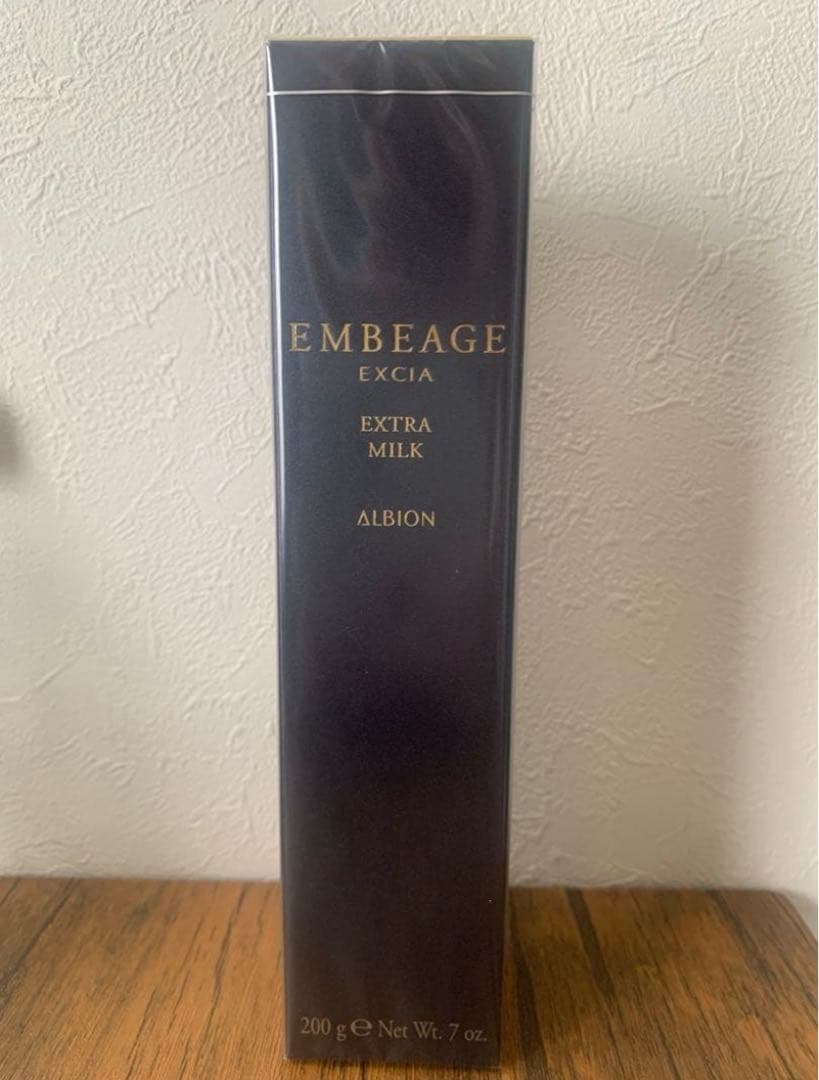 EMBEAGE
EXCIA
EXTRA
MILK
ALBION
200 g ℮ Net Wt. 7 oz.